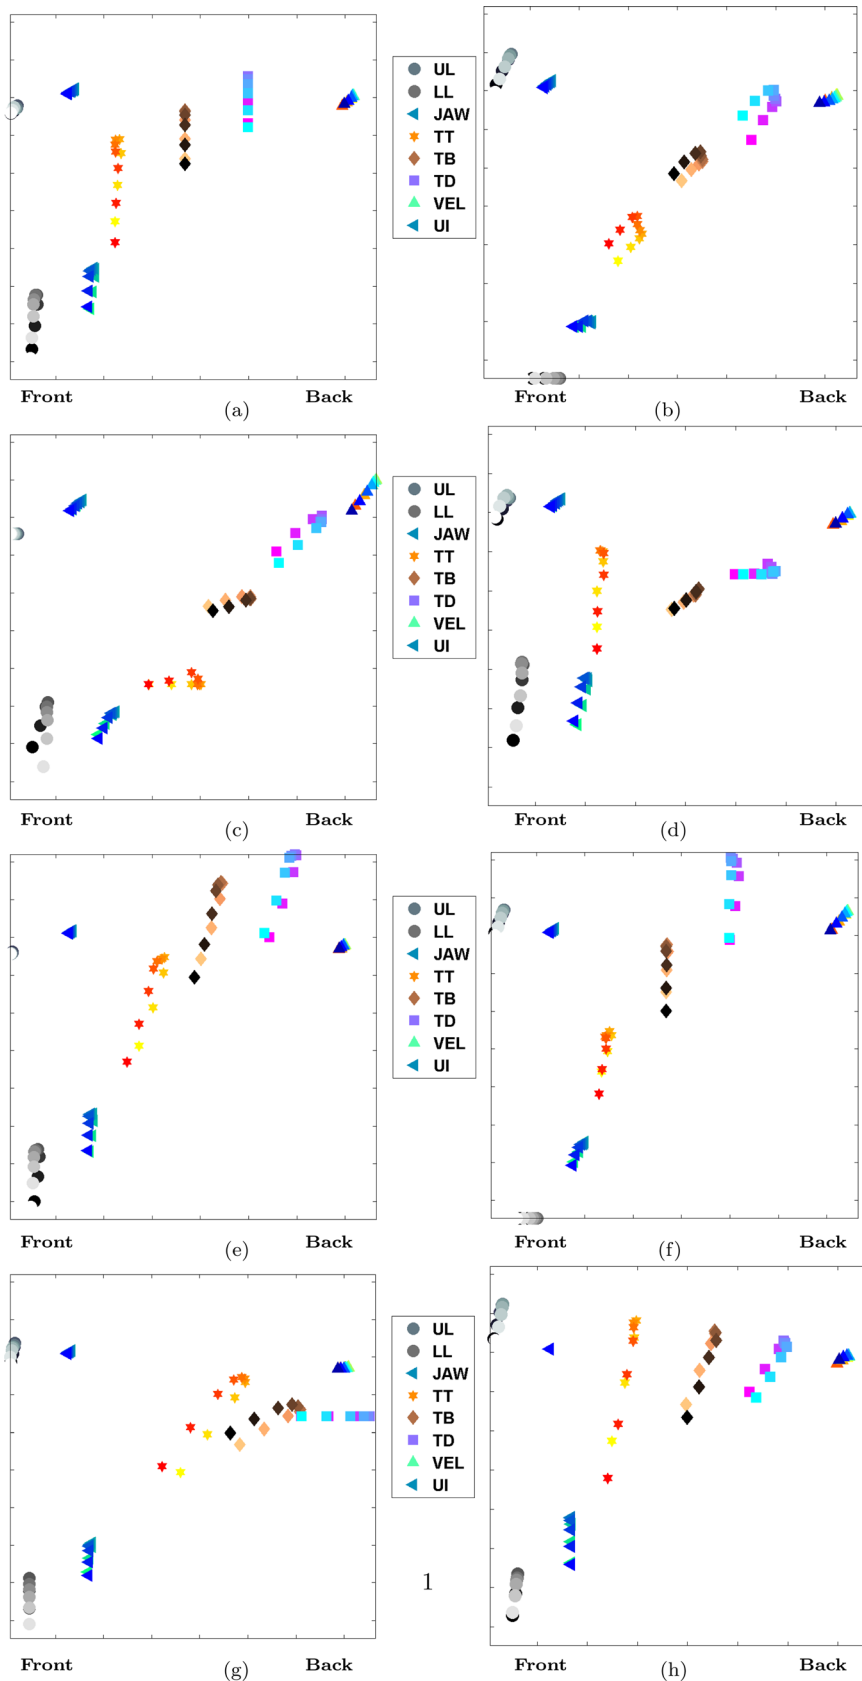 UL
LL
JAW
TT
TB
TD
VEL
UI
Front Back Front Back
(a) (b)
UL
LL
JAW
TT
TB
TD
VEL
UI
Front Back Front Back
(c) (d)
UL
LL
JAW
TT
TB
TD
VEL
UI
Front Back Front Back
(e) (f)
UL
LL
JAW
TT
TB
TD
VEL
UI
1
Front Back Front Back
(g) (h)